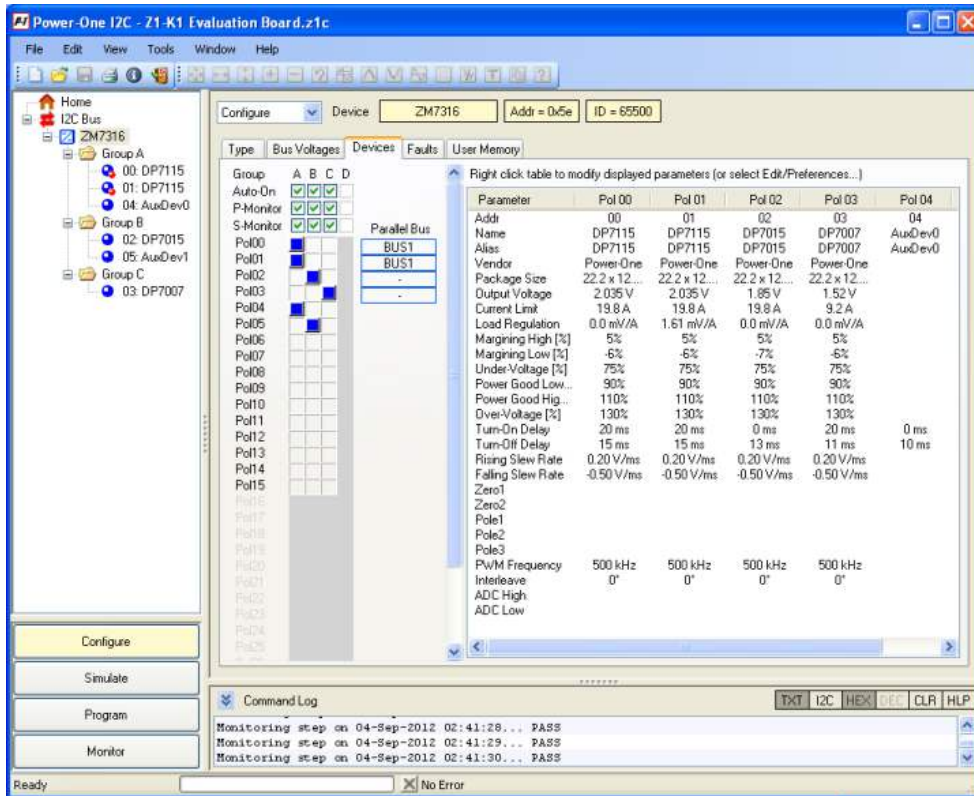 Power-One I2C - Z1-K1 Evaluation Board.z1c
File Edit View Tools Window Help
Home
I2C Bus
ZM7316
Group A
00: DP7115
01: DP7115
04: AuxDev0
Group B
02: DP7015
05: AuxDev1
Group C
03: DP7007
Configure
Simulate
Program
Monitor
Configure Device ZM7316 Addr = 0x5e ID = 65500
Type Bus Voltages Devices Faults User Memory
Group A B C D
Auto-On
P-Monitor
S-Monitor Parallel Bus
Pol00 BUS1
Pol01 BUS1
Pol02 -
Pol03 -
Pol04
Pol05
Pol06
Pol07
Pol08
Pol09
Pol10
Pol11
Pol12
Pol13
Pol14
Pol15
Pol16
Pol17
Pol18
Pol19
Pol20
Pol21
Pol22
Pol23
Pol24
Pol25
Right click table to modify displayed parameters (or select Edit/Preferences...)
Parameter Pol 00 Pol 01 Pol 02 Pol 03 Pol 04
Addr 00 01 02 03 04
Name DP7115 DP7115 DP7015 DP7007 AuxDev0
Alias DP7115 DP7115 DP7015 DP7007 AuxDev0
Vendor Power-One Power-One Power-One Power-One
Package Size 22.2 x 12.... 22.2 x 12.... 22.2 x 12.... 22.2 x 12....
Output Voltage 2.035 V 2.035 V 1.85 V 1.52 V
Current Limit 19.8 A 19.8 A 19.8 A 9.2 A
Load Regulation 0.0 mV/A 1.61 mV/A 0.0 mV/A 0.0 mV/A
Margining High [%] 5% 5% 5% 5%
Margining Low [%] -6% -6% -7% -6%
Under-Voltage [%] 75% 75% 75% 75%
Power Good Low... 90% 90% 90% 90%
Power Good Hig... 110% 110% 110% 110%
Over-Voltage [%] 130% 130% 130% 130%
Turn-On Delay 20 ms 20 ms 0 ms 20 ms 0 ms
Turn-Off Delay 15 ms 15 ms 13 ms 11 ms 10 ms
Rising Slew Rate 0.20 V/ms 0.20 V/ms 0.20 V/ms 0.20 V/ms
Falling Slew Rate -0.50 V/ms -0.50 V/ms -0.50 V/ms -0.50 V/ms
Zero1
Zero2
Pole1
Pole2
Pole3
PWM Frequency 500 kHz 500 kHz 500 kHz 500 kHz
Interleave 0° 0° 0° 0°
ADC High
ADC Low
Command Log TXT I2C HEX DEC CLR HLP
Monitoring step on 04-Sep-2012 02:41:28... PASS
Monitoring step on 04-Sep-2012 02:41:29... PASS
Monitoring step on 04-Sep-2012 02:41:30... PASS
Ready No Error